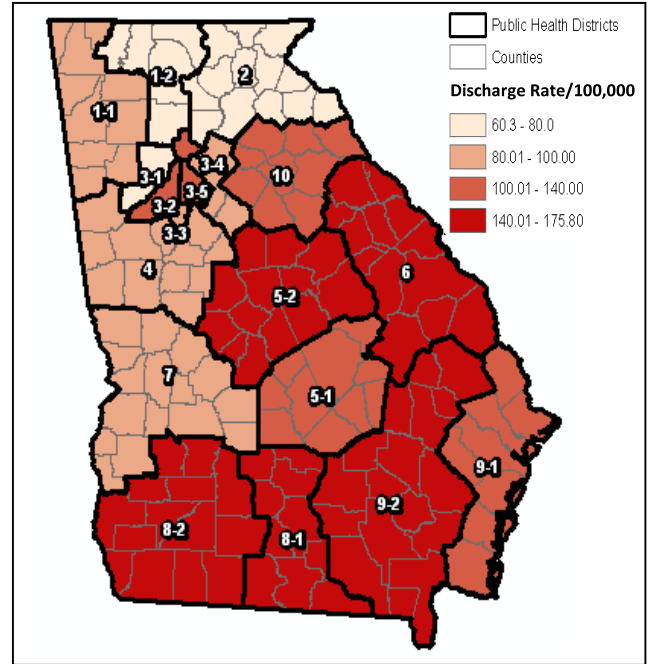 Public Health Districts
Counties
Discharge Rate/100,000
60.3 - 80.0
80.01 - 100.00
100.01 - 140.00
140.01 - 175.80
1-2
2
1-1
3-4
3-1
10
3-5
3-2
3-3
4
6
5-2
7
5-1
9-1
9-2
8-2
8-1